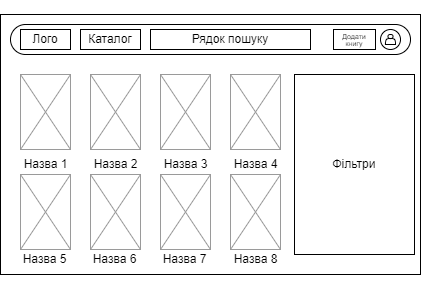 Лого
Каталог
Рядок пошуку
Додати
книгу
Назва 1
Назва 2
Назва 3
Назва 4
Фільтри
Назва 5
Назва 6
Назва 7
Назва 8